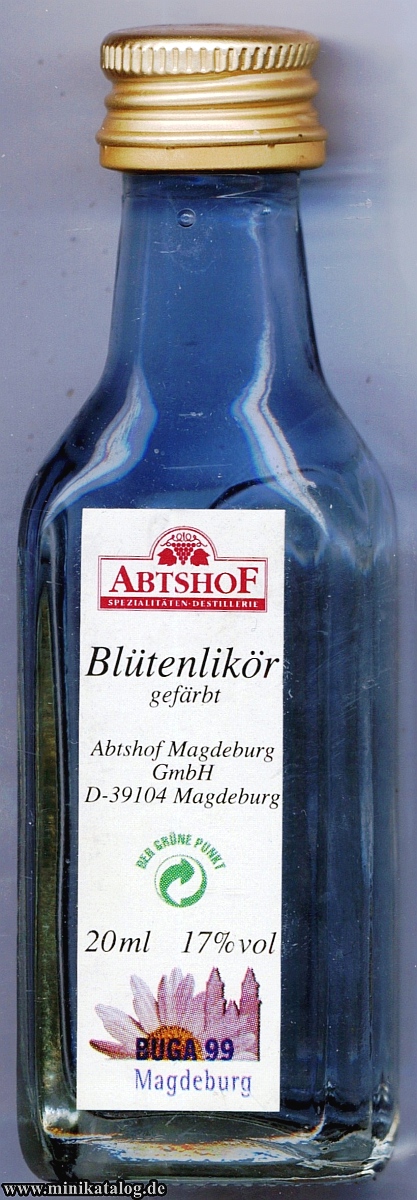 ABTSHOF
SPEZIALITÄTEN-DESTILLERIE
Blütenlikör
gefärbt
Abtshof Magdeburg
GmbH
D-39104 Magdeburg
DER GRÜNE PUNKT
20ml 17%vol
BUGA 99
Magdeburg
www.minikatalog.de